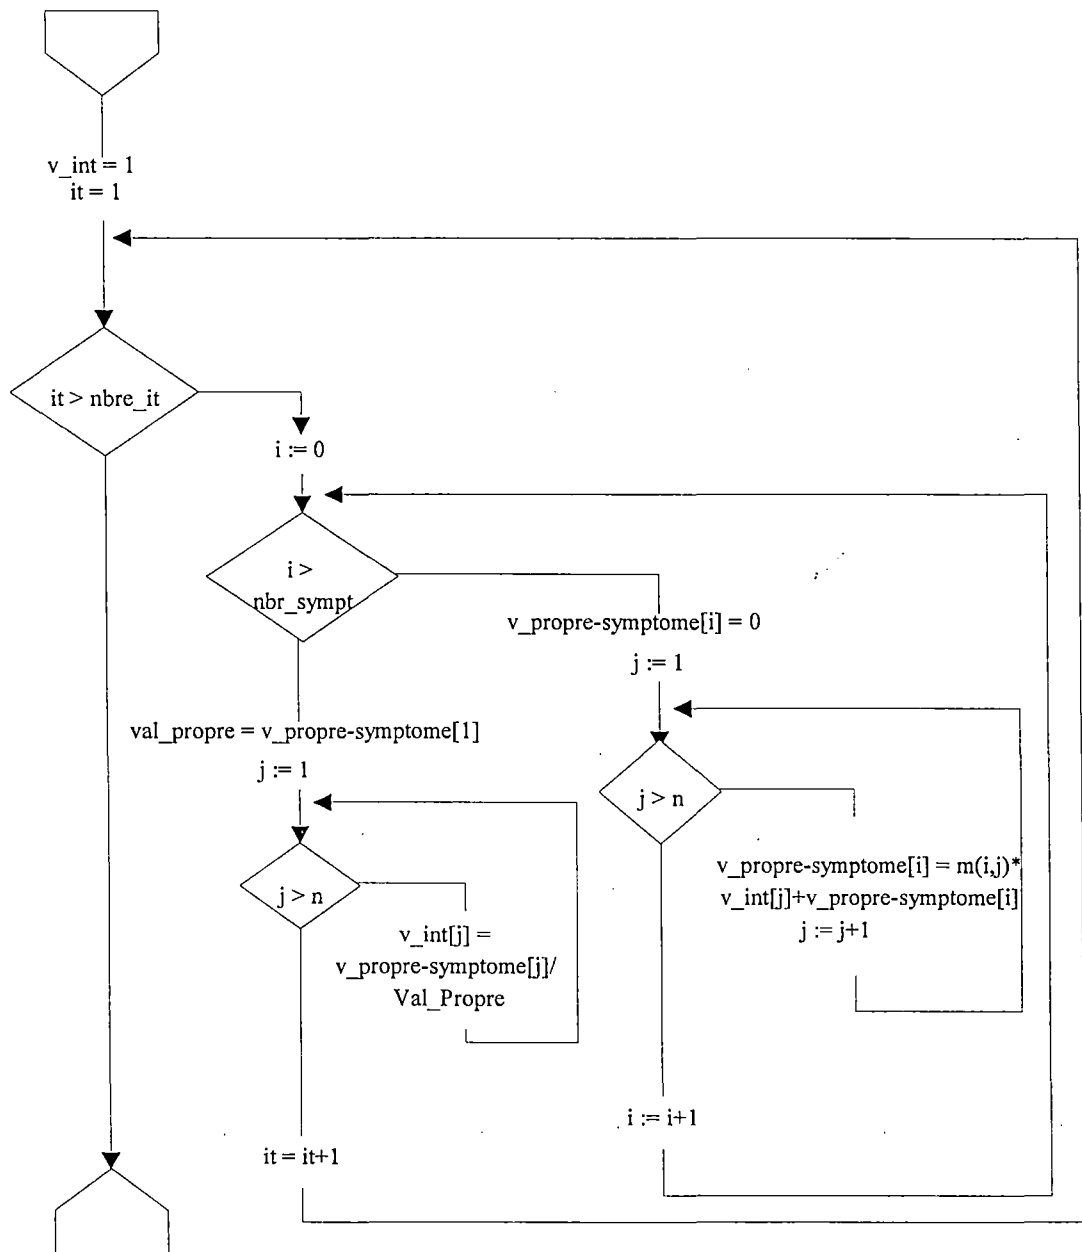 v_int = 1
it = 1
it > nbre_it
i := 0
i >
nbr_sympt
v_propre-symptome[i] = 0
j := 1
val_propre = v_propre-symptome[1]
j := 1
j > n
j > n
v_propre-symptome[i] = m(i,j)*
v_int[j]+v_propre-symptome[i]
j := j+1
v_int[j] =
v_propre-symptome[j]/
Val_Propre
i := i+1
it = it+1